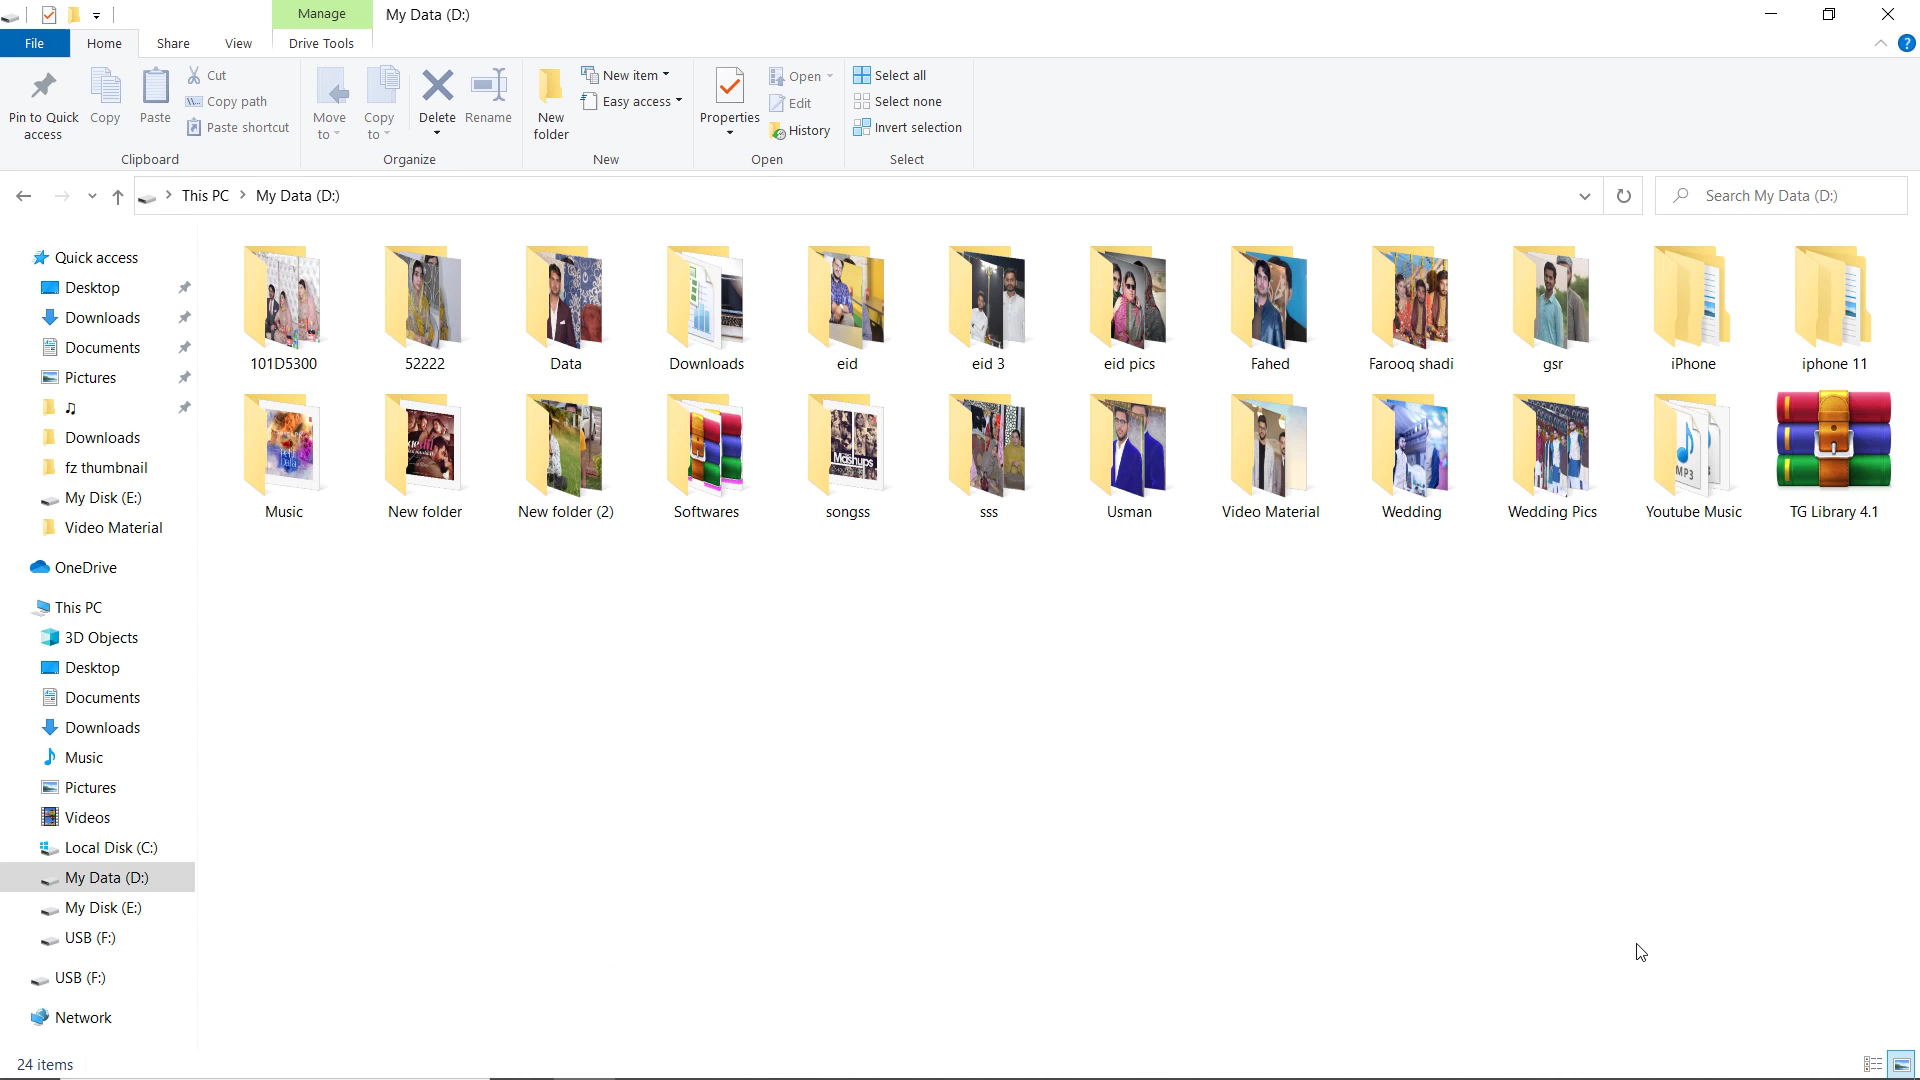 Manage
My Data (D:)
File
Home
Share
View
Drive Tools
Pin to Quick access
Copy
Paste
Cut
Copy path
Paste shortcut
Clipboard
Move to
Copy to
Delete
Rename
Organize
New folder
New item
Easy access
New
Properties
Open
Edit
History
Open
Select all
Select none
Invert selection
Select
This PC > My Data (D:)
Search My Data (D:)
Quick access
Desktop
Downloads
Documents
Pictures
♫
Downloads
fz thumbnail
My Disk (E:)
Video Material
OneDrive
This PC
3D Objects
Desktop
Documents
Downloads
Music
Pictures
Videos
Local Disk (C:)
My Data (D:)
My Disk (E:)
USB (F:)
USB (F:)
Network
101D5300
52222
Data
Downloads
eid
eid 3
eid pics
Fahed
Farooq shadi
gsr
iPhone
iphone 11
Mashups
MP3
Music
New folder
New folder (2)
Softwares
songss
sss
Usman
Video Material
Wedding
Wedding Pics
Youtube Music
TG Library 4.1
24 items